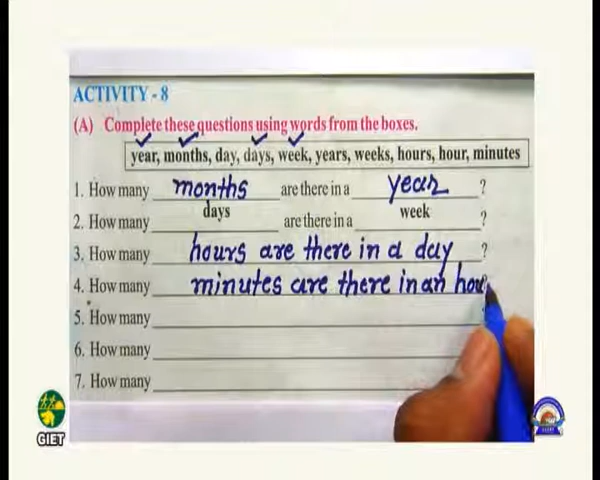 ACTIVITY - 8
(A) Complete these questions using words from the boxes.
year, months, day, days, week, years, weeks, hours, hour, minutes
1. How many months are there in a year ?
2. How many days are there in a week ?
3. How many hours are there in a day ?
4. How many minutes are there in an hou
5. How many
6. How many
7. How many
GIET